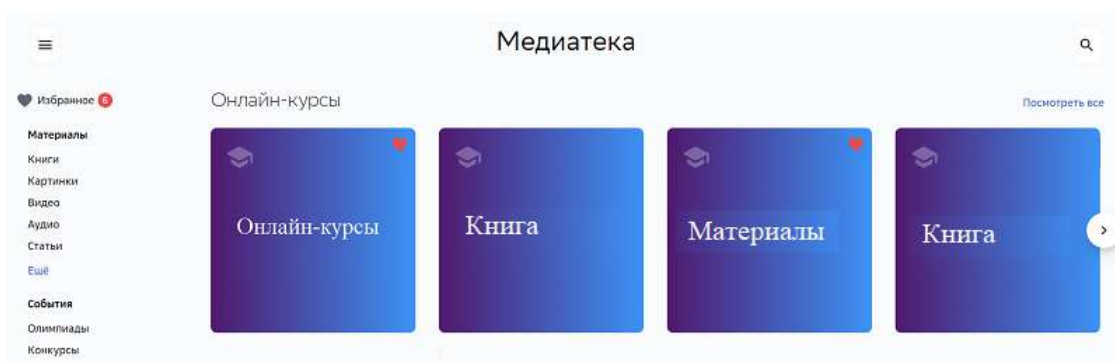 Медиатека
Избранное 6
Материалы
Книги
Картинки
Видео
Аудио
Статьи
Ещё
События
Олимпиады
Конкурсы
Онлайн-курсы
Посмотреть все
Онлайн-курсы
Книга
Материалы
Книга